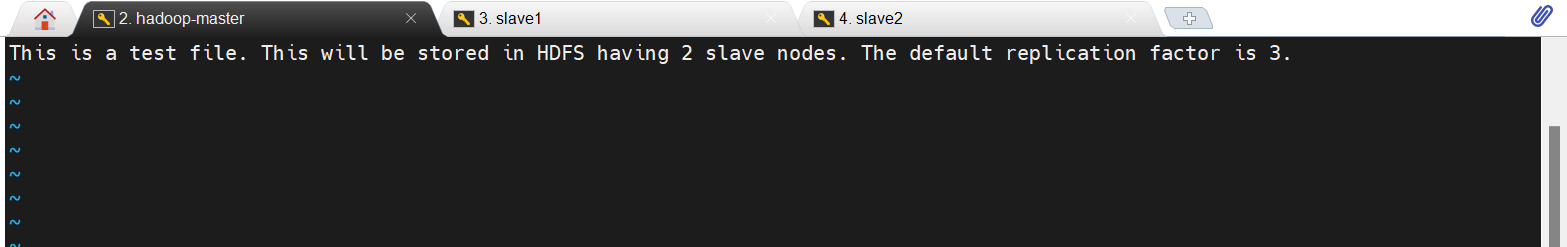 2. hadoop-master
3. slave1
4. slave2
This is a test file. This will be stored in HDFS having 2 slave nodes. The default replication factor is 3.
~
~
~
~
~
~
~
~